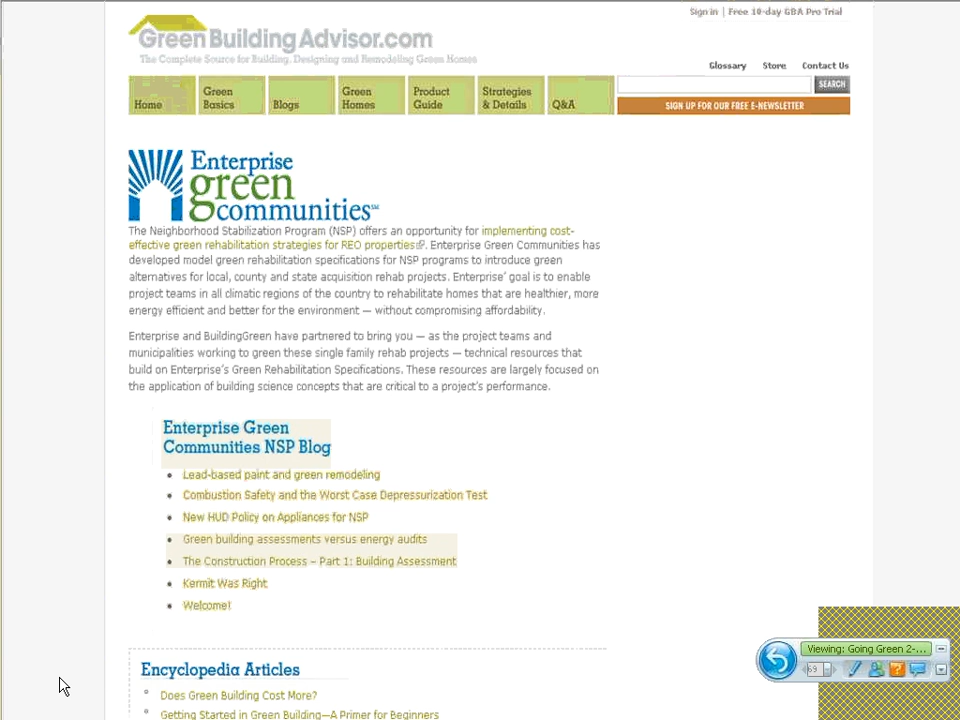 Sign in | Free 10-day GBA Pro Trial
GreenBuildingAdvisor.com
The Complete Source for Building, Designing and Remodeling Green Homes
Glossary Store Contact Us
Home Green Basics Blogs Green Homes Product Guide Strategies & Details Q&A SEARCH
SIGN UP FOR OUR FREE E-NEWSLETTER
Enterprise
green
communities℠
The Neighborhood Stabilization Program (NSP) offers an opportunity for implementing cost-
effective green rehabilitation strategies for REO properties. Enterprise Green Communities has
developed model green rehabilitation specifications for NSP programs to introduce green
alternatives for local, county and state acquisition rehab projects. Enterprise' goal is to enable
project teams in all climatic regions of the country to rehabilitate homes that are healthier, more
energy efficient and better for the environment — without compromising affordability.
Enterprise and BuildingGreen have partnered to bring you — as the project teams and
municipalities working to green these single family rehab projects — technical resources that
build on Enterprise's Green Rehabilitation Specifications. These resources are largely focused on
the application of building science concepts that are critical to a project's performance.
Enterprise Green
Communities NSP Blog
• Lead-based paint and green remodeling
• Combustion Safety and the Worst Case Depressurization Test
• New HUD Policy on Appliances for NSP
• Green building assessments versus energy audits
• The Construction Process – Part 1: Building Assessment
• Kermit Was Right
• Welcome!
Viewing: Going Green 2-...
69
Encyclopedia Articles
Does Green Building Cost More?
Getting Started in Green Building—A Primer for Beginners